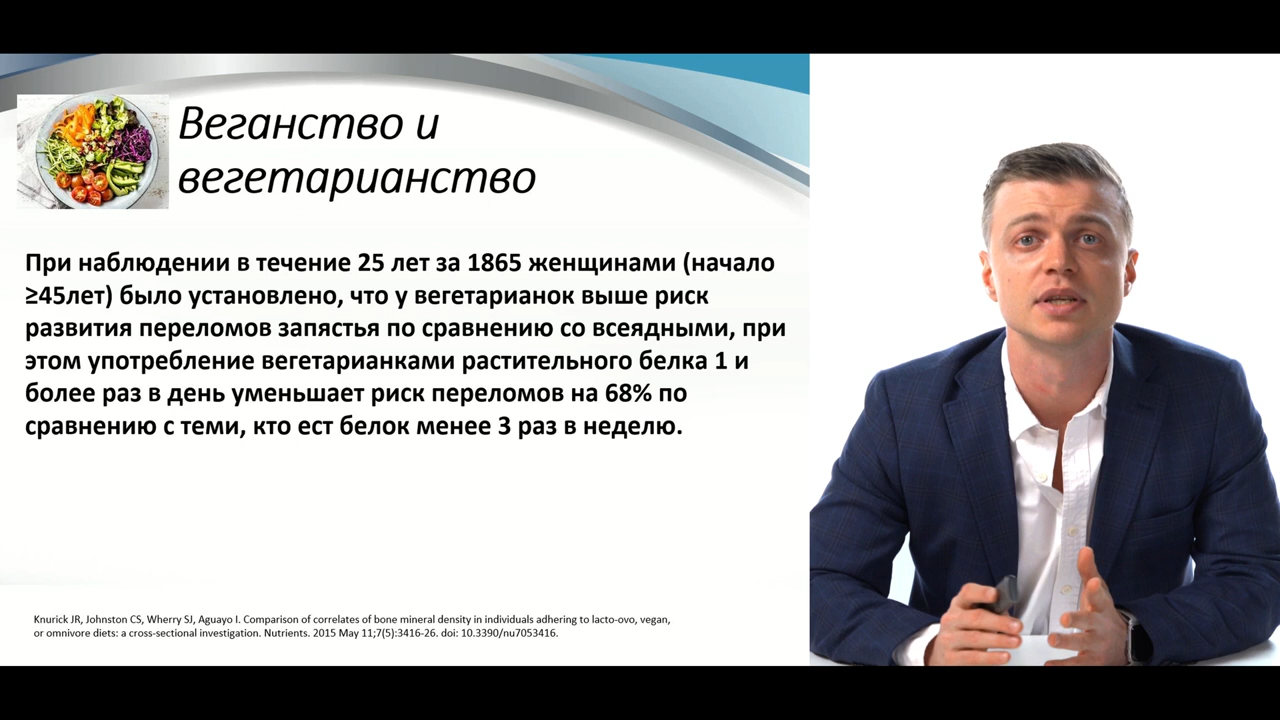 Веганство и
вегетарианство
При наблюдении в течение 25 лет за 1865 женщинами (начало
≥45лет) было установлено, что у вегетарианок выше риск
развития переломов запястья по сравнению со всеядными, при
этом употребление вегетарианками растительного белка 1 и
более раз в день уменьшает риск переломов на 68% по
сравнению с теми, кто ест белок менее 3 раз в неделю.
Knurick JR, Johnston CS, Wherry SJ, Aguayo I. Comparison of correlates of bone mineral density in individuals adhering to lacto-ovo, vegan,
or omnivore diets: a cross-sectional investigation. Nutrients. 2015 May 11;7(5):3416-26. doi: 10.3390/nu7053416.